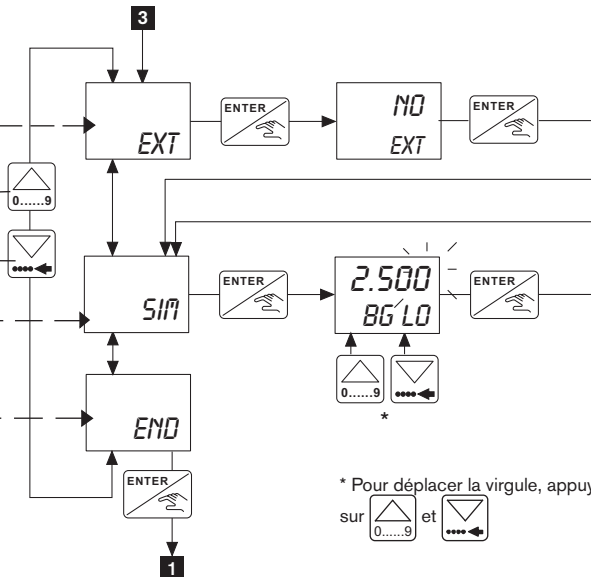 3
EXT
ENTER
NO
EXT
ENTER
0......9
SIM
ENTER
2.500
BG LO
ENTER
0......9
*
END
ENTER
* Pour déplacer la virgule, appuy
sur 0......9 et
1